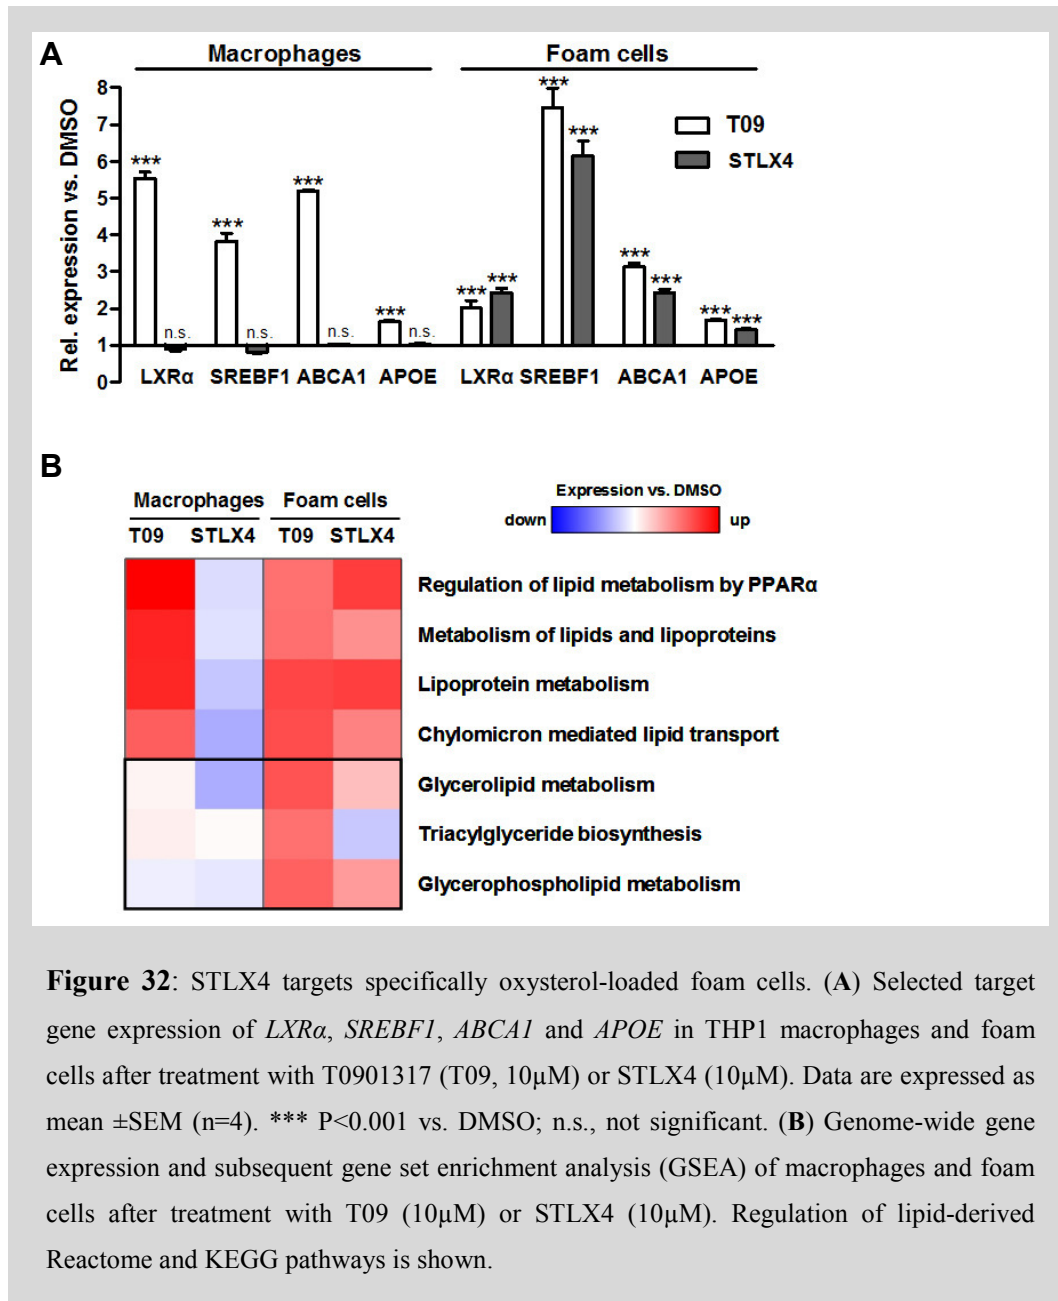 A
Macrophages
Foam cells
Rel. expression vs. DMSO
8
7
6
5
4
3
2
1
0
***
n.s.
***
n.s.
***
n.s.
***
n.s.
***
***
***
***
***
***
***
***
T09
STLX4
LXRα SREBF1 ABCA1 APOE LXRα SREBF1 ABCA1 APOE
B
Macrophages Foam cells
T09 STLX4 T09 STLX4
Expression vs. DMSO
down up
Regulation of lipid metabolism by PPARα
Metabolism of lipids and lipoproteins
Lipoprotein metabolism
Chylomicron mediated lipid transport
Glycerolipid metabolism
Triacylglyceride biosynthesis
Glycerophospholipid metabolism
Figure 32: STLX4 targets specifically oxysterol-loaded foam cells. (A) Selected target
gene expression of LXRα, SREBF1, ABCA1 and APOE in THP1 macrophages and foam
cells after treatment with T0901317 (T09, 10µM) or STLX4 (10µM). Data are expressed as
mean ±SEM (n=4). *** P<0.001 vs. DMSO; n.s., not significant. (B) Genome-wide gene
expression and subsequent gene set enrichment analysis (GSEA) of macrophages and foam
cells after treatment with T09 (10µM) or STLX4 (10µM). Regulation of lipid-derived
Reactome and KEGG pathways is shown.